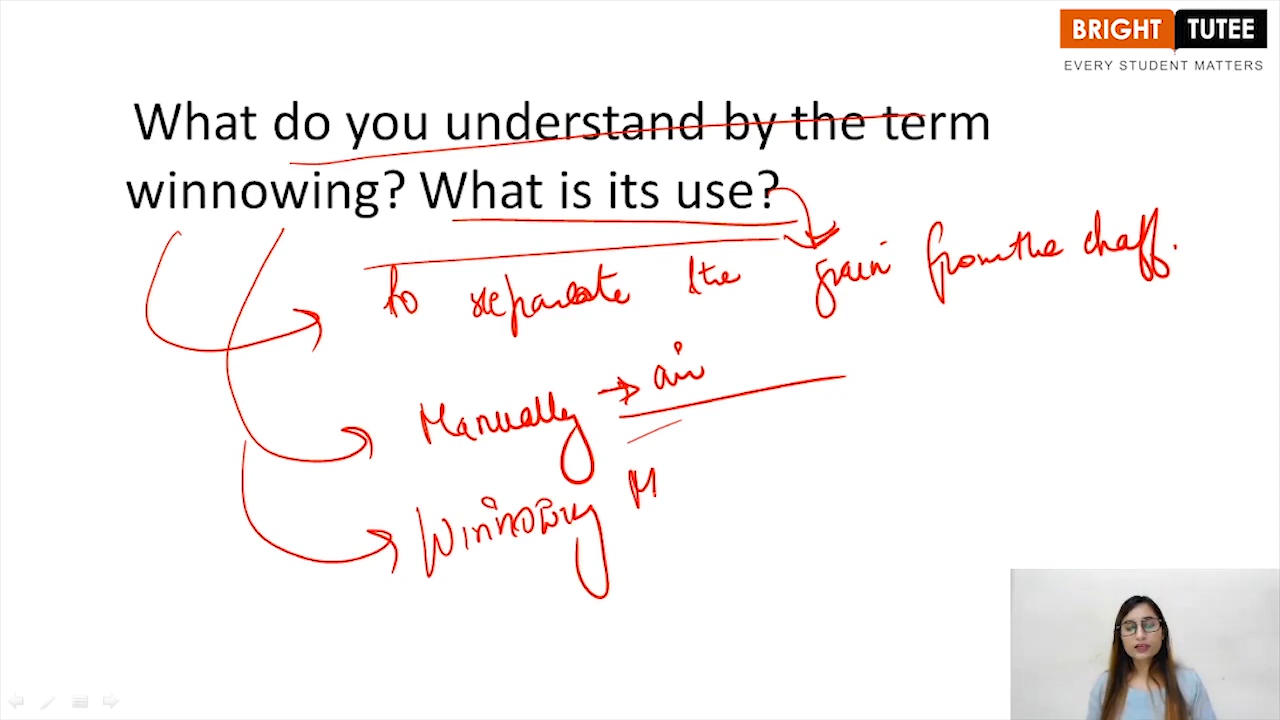 BRIGHT TUTEE
EVERY STUDENT MATTERS
What do you understand by the term
winnowing? What is its use?
to separate the grain from the chaff.
Manually → air
Winnowing M